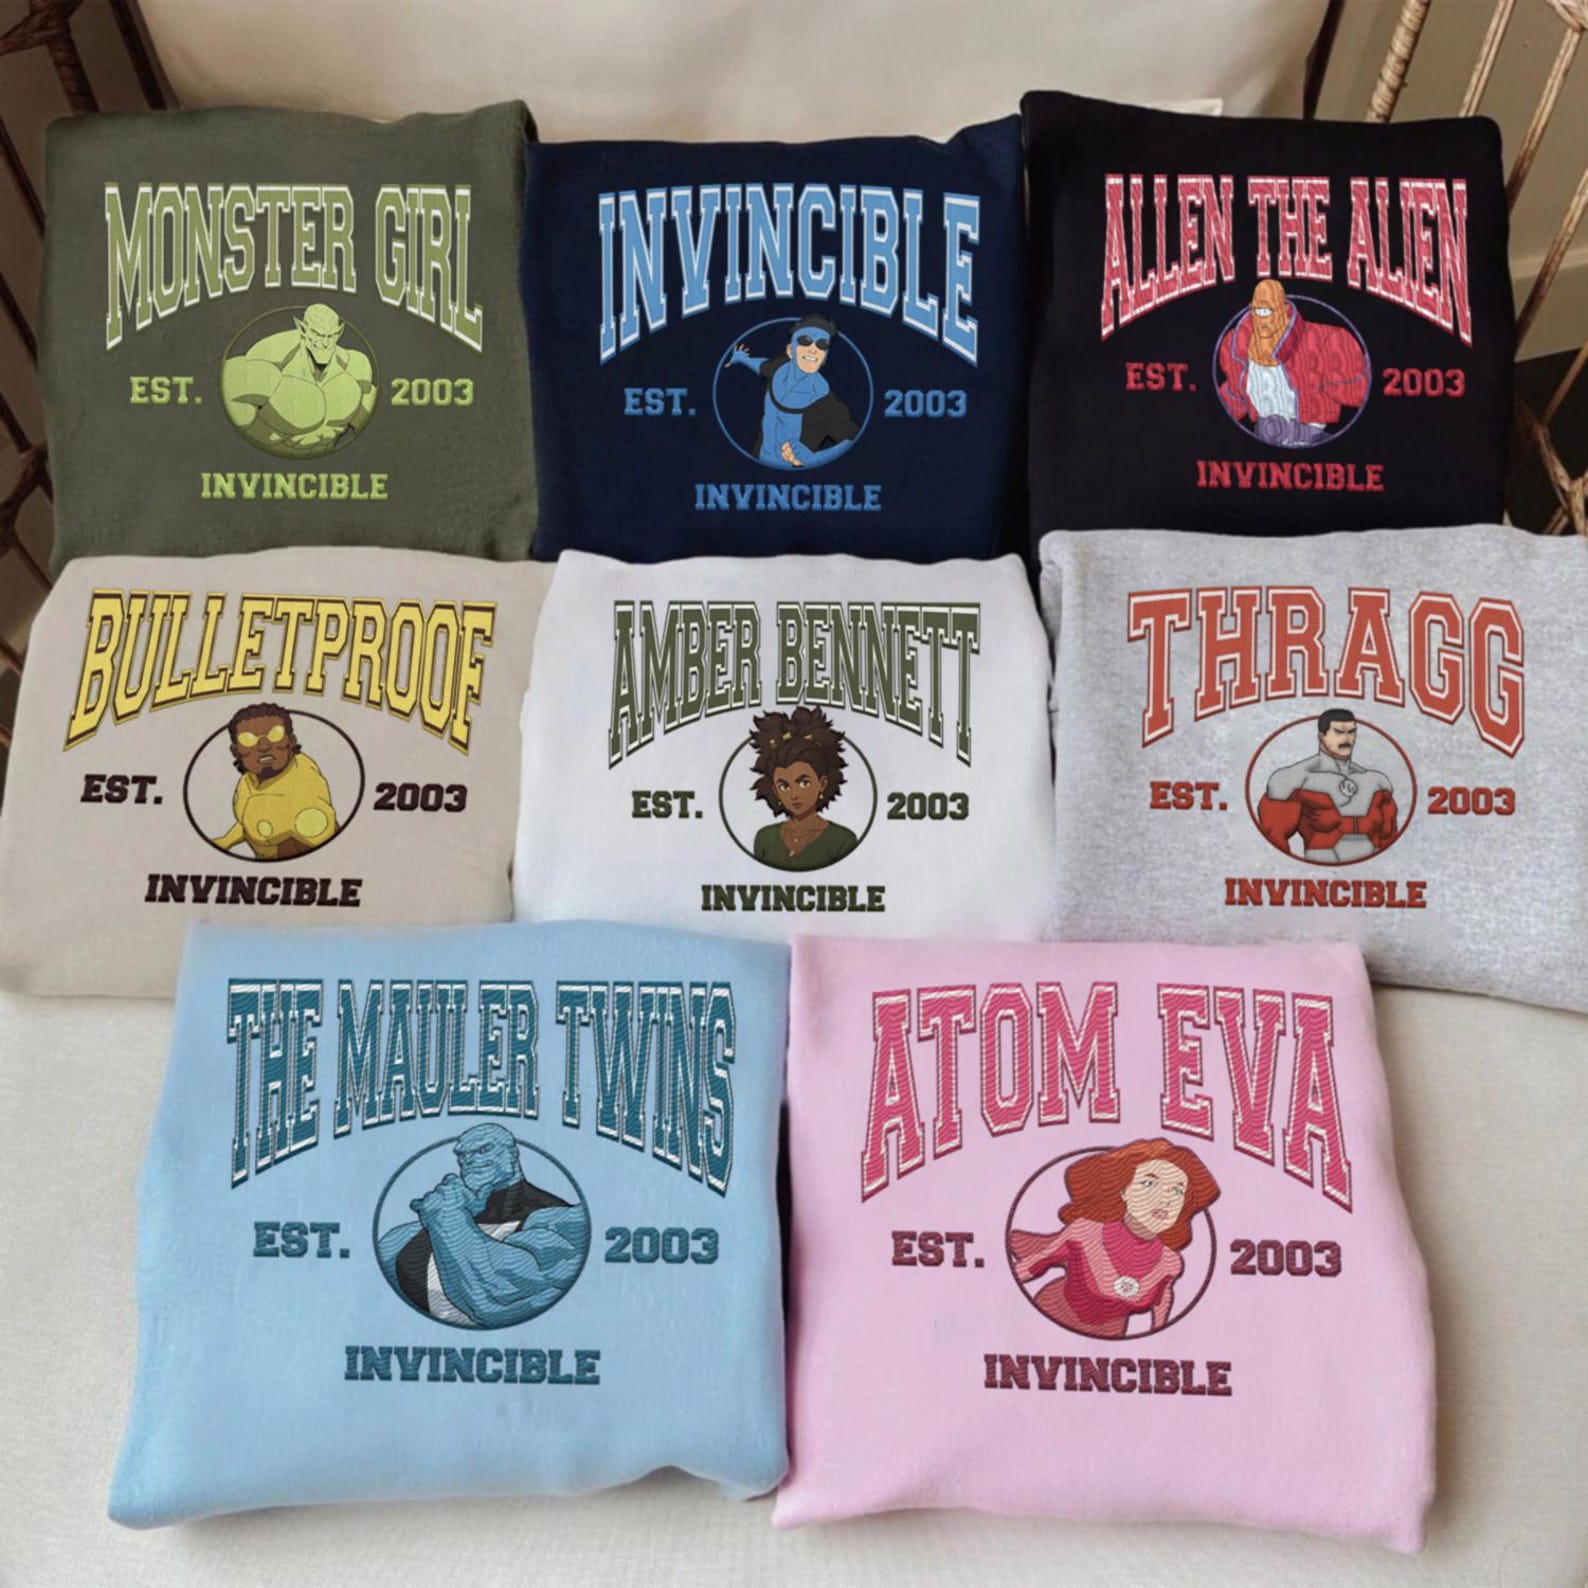 MONSTER GIRL
EST. 2003
INVINCIBLE
INVINCIBLE
EST. 2003
INVINCIBLE
ALLEN THE ALIEN
EST. 2003
INVINCIBLE
BULLETPROOF
EST. 2003
INVINCIBLE
AMBER BENNETT
EST. 2003
INVINCIBLE
THRAGG
EST. 2003
INVINCIBLE
THE MAULER TWINS
EST. 2003
INVINCIBLE
ATOM EVA
EST. 2003
INVINCIBLE